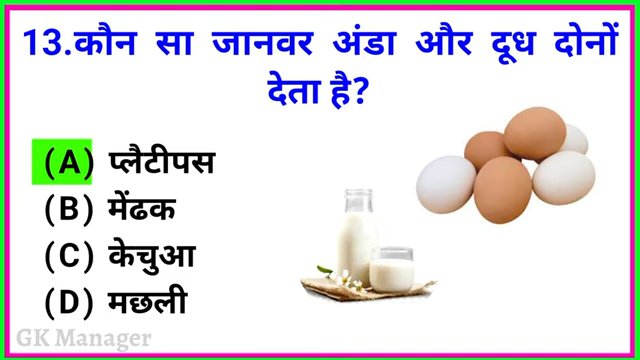 13.कौन सा जानवर अंडा और दूध दोनों
देता है?
(A) प्लैटीपस
(B) मेंढक
(C) केचुआ
(D) मछली
GK Manager